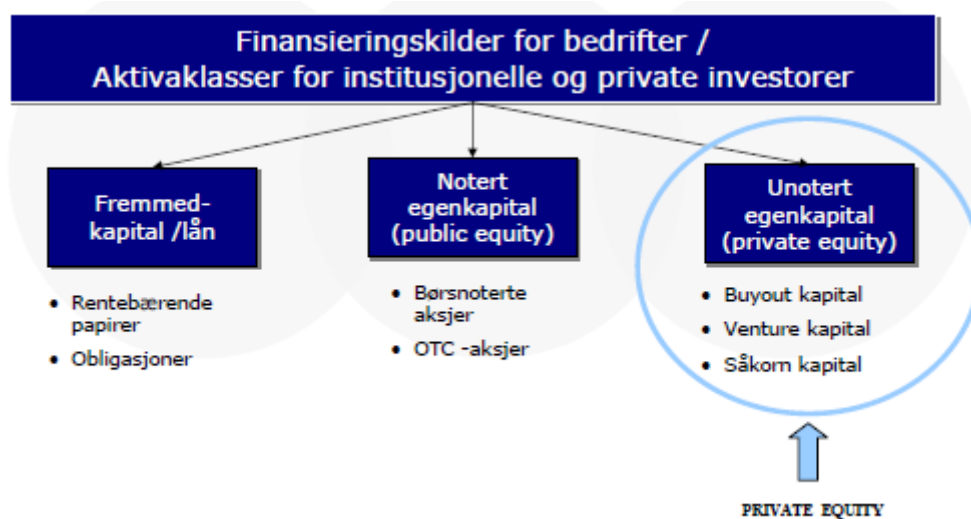 Finansieringskilder for bedrifter /
Aktivaklasser for institusjonelle og private investorer
Fremmed-
kapital /lån
• Rentebærende
papirer
• Obligasjoner
Notert
egenkapital
(public equity)
• Børsnoterte
aksjer
• OTC -aksjer
Unotert
egenkapital
(private equity)
• Buyout kapital
• Venture kapital
• Såkorn kapital
PRIVATE EQUITY